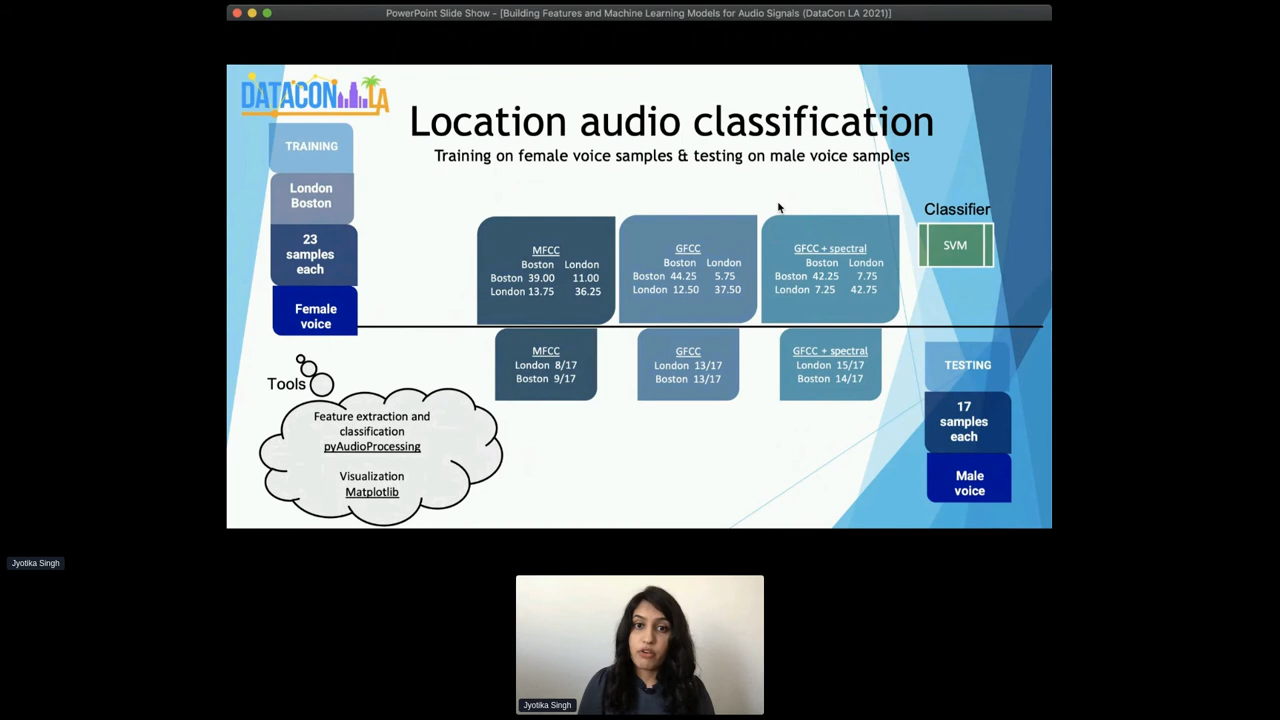 PowerPoint Slide Show - [Building Features and Machine Learning Models for Audio Signals (DataCon LA 2021)]
DATACON LA
Location audio classification
Training on female voice samples & testing on male voice samples
TRAINING
London
Boston
23
samples
each
Female
voice
MFCC
Boston London
Boston 39.00 11.00
London 13.75 36.25
GFCC
Boston London
Boston 44.25 5.75
London 12.50 37.50
GFCC + spectral
Boston London
Boston 42.25 7.75
London 7.25 42.75
Classifier
SVM
MFCC
London 8/17
Boston 9/17
GFCC
London 13/17
Boston 13/17
GFCC + spectral
London 15/17
Boston 14/17
TESTING
17
samples
each
Male
voice
Tools
Feature extraction and
classification
pyAudioProcessing
Visualization
Matplotlib
Jyotika Singh
Jyotika Singh